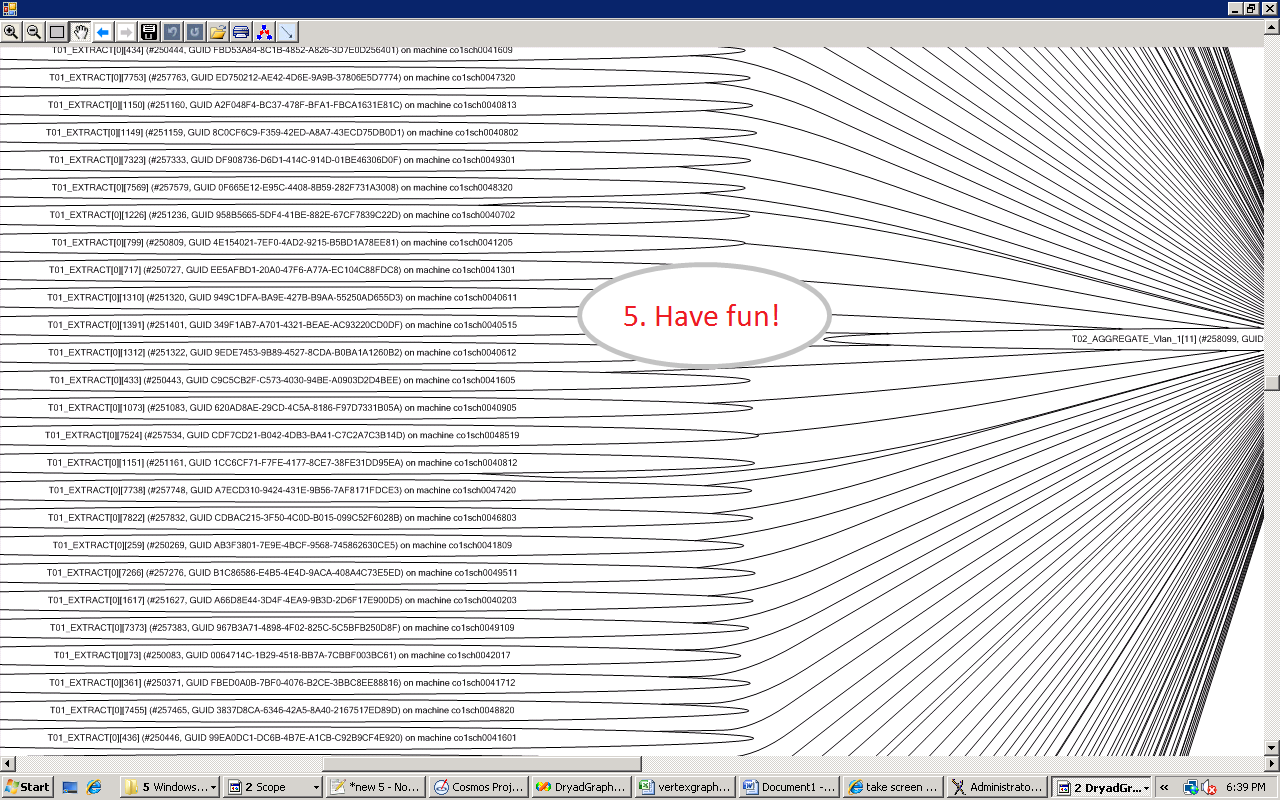 T01_EXTRACT[0][434] (#250444, GUID FBD53A84-8C1B-4852-A826-3D7E0D256401) on machine co1sch0041609
T01_EXTRACT[0][7753] (#257763, GUID ED750212-AE42-4D6E-9A9B-37806E5D7774) on machine co1sch0047320
T01_EXTRACT[0][1150] (#251160, GUID A2F048F4-BC37-478F-BFA1-FBCA1631E81C) on machine co1sch0040813
T01_EXTRACT[0][1149] (#251159, GUID 8C0CF6C9-F359-42ED-A8A7-43ECD75DB0D1) on machine co1sch0040802
T01_EXTRACT[0][7323] (#257333, GUID DF908736-D6D1-414C-914D-01BE46306D0F) on machine co1sch0049301
T01_EXTRACT[0][7569] (#257579, GUID 0F665E12-E95C-4408-8B59-282F731A3008) on machine co1sch0048320
T01_EXTRACT[0][1226] (#251236, GUID 958B5665-5DF4-41BE-882E-67CF7839C22D) on machine co1sch0040702
T01_EXTRACT[0][799] (#250809, GUID 4E154021-7EF0-4AD2-9215-B5BD1A78EE81) on machine co1sch0041205
T01_EXTRACT[0][717] (#250727, GUID EE5AFBD1-20A0-47F6-A77A-EC104C88FDC8) on machine co1sch0041301
T01_EXTRACT[0][1310] (#251320, GUID 949C1DFA-BA9E-427B-B9AA-55250AD655D3) on machine co1sch0040611
5. Have fun!
T01_EXTRACT[0][1391] (#251401, GUID 349F1AB7-A701-4321-BEAE-AC93220CD0DF) on machine co1sch0040515
T02_AGGREGATE_Vlan_1[11] (#258099, GUID
T01_EXTRACT[0][1312] (#251322, GUID 9EDE7453-9B89-4527-8CDA-B0BA1A1260B2) on machine co1sch0040612
T01_EXTRACT[0][433] (#250443, GUID C9C5CB2F-C573-4030-94BE-A0903D2D4BEE) on machine co1sch0041605
T01_EXTRACT[0][1073] (#251083, GUID 620AD8AE-29CD-4C5A-8186-F97D7331B05A) on machine co1sch0040905
T01_EXTRACT[0][7524] (#257534, GUID CDF7CD21-B042-4DB3-BA41-C7C2A7C3B14D) on machine co1sch0048519
T01_EXTRACT[0][1151] (#251161, GUID 1CC6CF71-F7FE-4177-8CE7-38FE31DD95EA) on machine co1sch0040812
T01_EXTRACT[0][7738] (#257748, GUID A7ECD310-9424-431E-9B56-7AF8171FDCE3) on machine co1sch0047420
T01_EXTRACT[0][7822] (#257832, GUID CDBAC215-3F50-4C0D-B015-099C52F6028B) on machine co1sch0046803
T01_EXTRACT[0][259] (#250269, GUID AB3F3801-7E9E-4BCF-9568-745862630CE5) on machine co1sch0041809
T01_EXTRACT[0][7266] (#257276, GUID B1C86586-E4B5-4E4D-9ACA-408A4C73E5ED) on machine co1sch0049511
T01_EXTRACT[0][1617] (#251627, GUID A66D8E44-3D4F-4EA9-9B3D-2D6F17E900D5) on machine co1sch0040203
T01_EXTRACT[0][7373] (#257383, GUID 967B3A71-4898-4F02-825C-5C5BFB250D8F) on machine co1sch0049109
T01_EXTRACT[0][73] (#250083, GUID 0064714C-1B29-4518-BB7A-7CBBF003BC61) on machine co1sch0042017
T01_EXTRACT[0][361] (#250371, GUID FBED0A0B-7BF0-4076-B2CE-3BBC8EE88816) on machine co1sch0041712
T01_EXTRACT[0][7455] (#257465, GUID 3837D8CA-6346-42A5-8A40-2167517ED89D) on machine co1sch0048820
T01_EXTRACT[0][436] (#250446, GUID 99EA0DC1-DC6B-4B7E-A1CB-C92B9CF4E920) on machine co1sch0041601
Start 5 Windows... 2 Scope *new 5 - No... Cosmos Proj... DryadGraph... vertexgraph... Document1 -... take screen ... Administrato... 2 DryadGr... « 6:39 PM